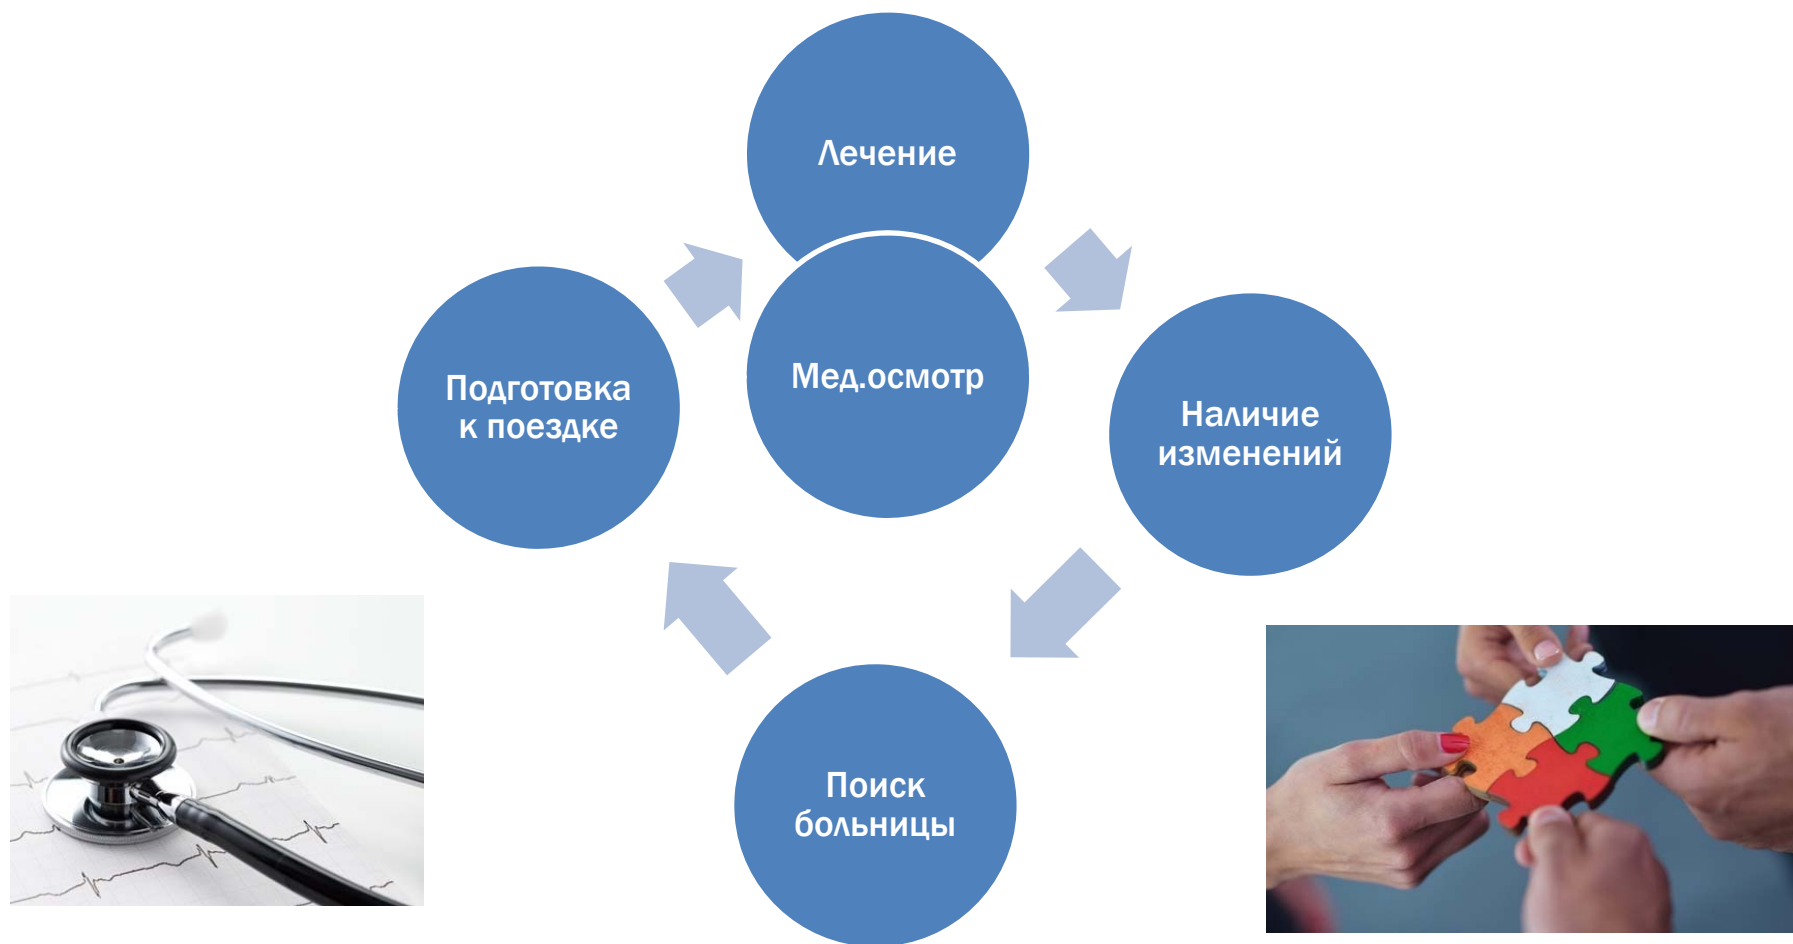 Лечение
Мед.осмотр
Подготовка
к поездке
Наличие
изменений
Поиск
больницы